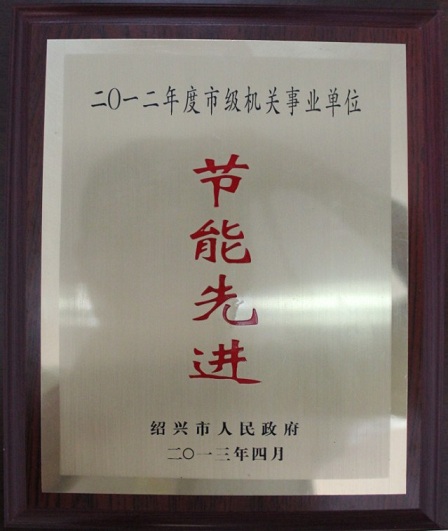 二〇一二年度市级机关事业单位
节能先进
绍兴市人民政府
二〇一三年四月